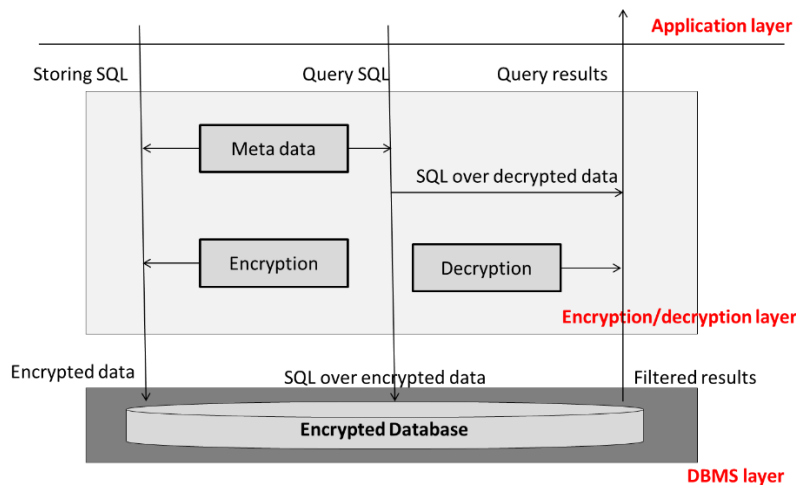 Application layer
Storing SQL
Query SQL
Query results
Meta data
SQL over decrypted data
Encryption
Decryption
Encryption/decryption layer
Encrypted data
SQL over encrypted data
Filtered results
Encrypted Database
DBMS layer